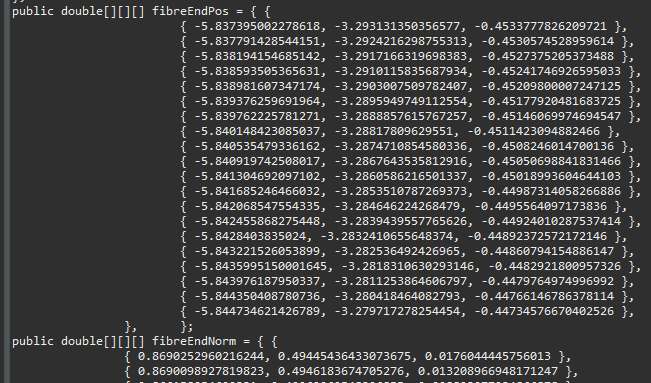 public double[][][] fibreEndPos = { {
{ -5.837395002278618, -3.293131350356577, -0.4533777826209721 },
{ -5.837791428544151, -3.2924216298755313, -0.4530574528959614 },
{ -5.838194154685142, -3.2917166319698383, -0.4527375205373488 },
{ -5.838593505365631, -3.2910115835687934, -0.45241746926595033 },
{ -5.838981607347174, -3.2903007509782407, -0.45209800007247125 },
{ -5.839376259691964, -3.2895949749112554, -0.45177920481683725 },
{ -5.839762225781271, -3.2888857615767257, -0.45146069974694547 },
{ -5.840148423085037, -3.28817809629551, -0.4511423094882466 },
{ -5.840535479336162, -3.2874710854580336, -0.4508246014700136 },
{ -5.840919742508017, -3.2867643535812916, -0.45050698841831466 },
{ -5.841304692097102, -3.2860586216501337, -0.45018993604644103 },
{ -5.841685246466032, -3.2853510787269373, -0.44987314058266886 },
{ -5.842068547554335, -3.284646224268479, -0.4495564097173836 },
{ -5.842455868275448, -3.2839439557765626, -0.44924010287537414 },
{ -5.8428403835024, -3.2832410655648374, -0.44892372572172146 },
{ -5.843221526053899, -3.282536492426965, -0.44860794154886147 },
{ -5.8435995150001645, -3.2818310630293146, -0.4482921800957326 },
{ -5.843976187950337, -3.2811253864606797, -0.4479764974996992 },
{ -5.844350408780736, -3.280418464082793, -0.44766146786378114 },
{ -5.844734621426789, -3.279717278254454, -0.44734576670402526 },
}, };
public double[][][] fibreEndNorm = { {
{ 0.8690252960216244, 0.49445436433073675, 0.0176044445756013 },
{ 0.8690098927819823, 0.4946183674705276, 0.013208966948171247 },